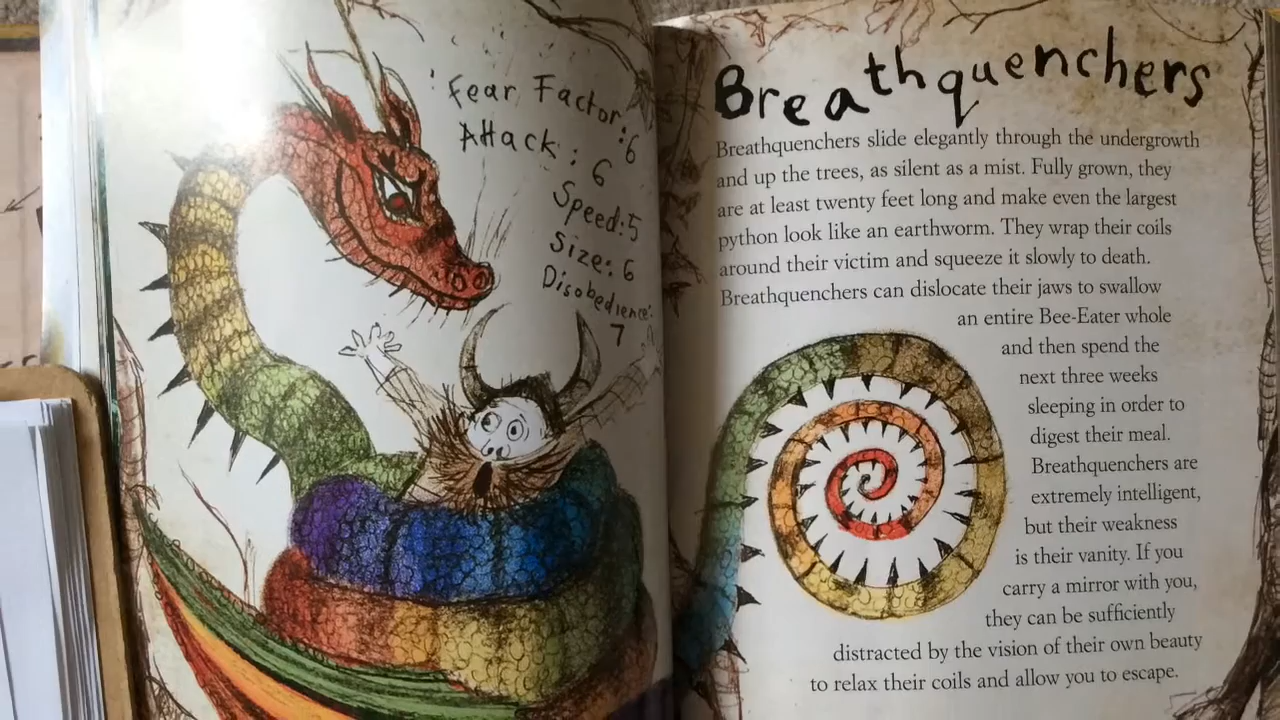 Fear Factor: 6
Attack: 6
Speed: 5
Size: 6
Disobedience: 7
Breathquenchers
Breathquenchers slide elegantly through the undergrowth
and up the trees, as silent as a mist. Fully grown, they
are at least twenty feet long and make even the largest
python look like an earthworm. They wrap their coils
around their victim and squeeze it slowly to death.
Breathquenchers can dislocate their jaws to swallow
an entire Bee-Eater whole
and then spend the
next three weeks
sleeping in order to
digest their meal.
Breathquenchers are
extremely intelligent,
but their weakness
is their vanity. If you
carry a mirror with you,
they can be sufficiently
distracted by the vision of their own beauty
to relax their coils and allow you to escape.